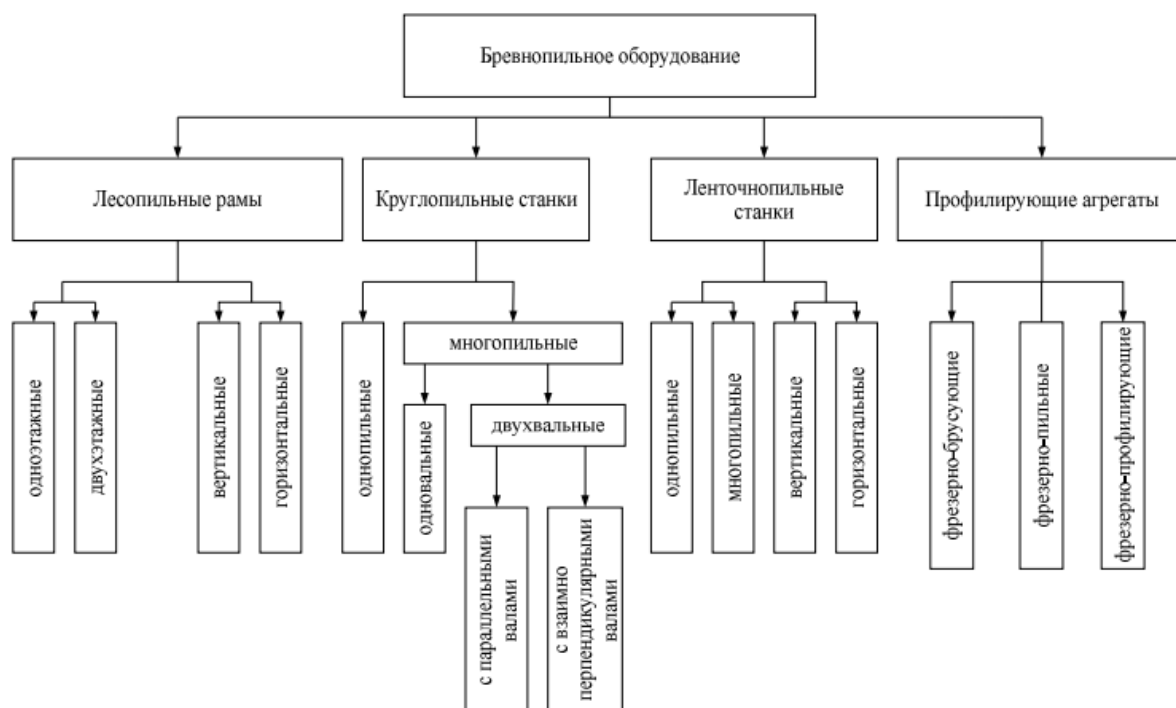 Бревнопильное оборудование
Лесопильные рамы
Круглопильные станки
Ленточнопильные
станки
Профилирующие агрегаты
одноэтажные
двухэтажные
вертикальные
горизонтальные
однопильные
многопильные
одновальные
двухвальные
с параллельными
валами
с взаимно
перпендикулярными
валами
однопильные
многопильные
вертикальные
горизонтальные
фрезерно-брусующие
фрезерно-пильные
фрезерно-профилирующие